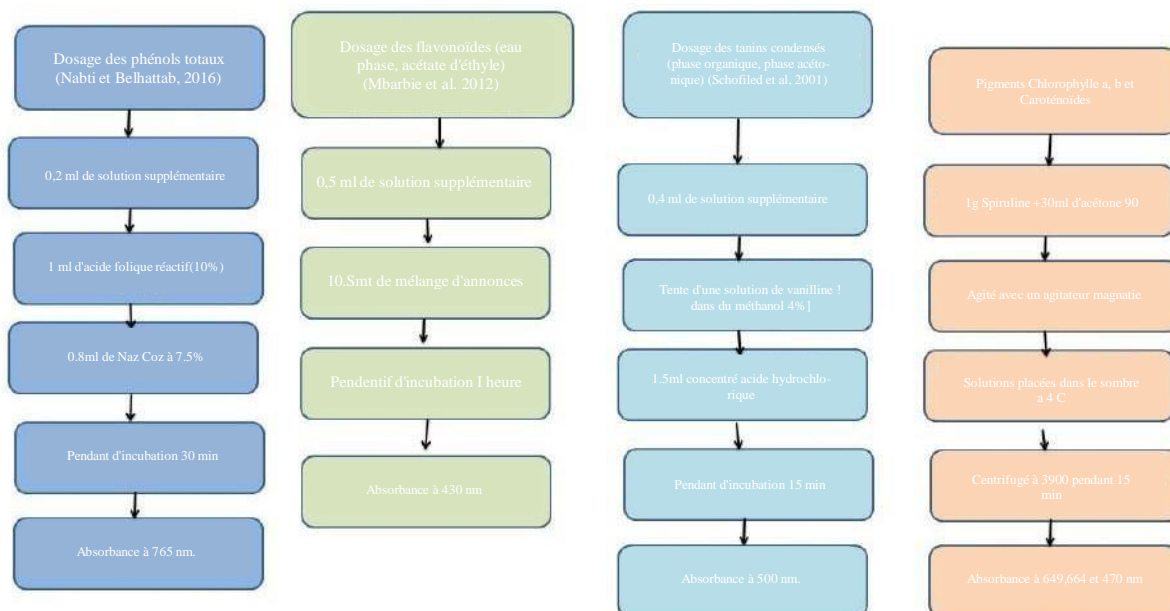 Dosage des phénols totaux
(Nabti et Belhattab, 2016)
0,2 ml de solution supplémentaire
1 ml d'acide folique réactif(10%)
0.8ml de Naz Coz à 7.5%
Pendant d'incubation 30 min
Absorbance à 765 nm.
Dosage des flavonoïdes (eau
phase, acétate d'éthyle)
(Mbarbie et al. 2012)
0,5 ml de solution supplémentaire
10.Smt de mélange d'annonces
Pendentif d'incubation I heure
Absorbance à 430 nm
Dosage des tanins condensés
(phase organique, phase acéto-
nique) (Schofiled et al, 2001)
0,4 ml de solution supplémentaire
Tente d'une solution de vanilline !
dans du méthanol 4%]
1.5ml concentré acide hydrochlo-
rique
Pendant d'incubation 15 min
Absorbance à 500 nm.
Pigments Chlorophylle a, b et
Caroténoïdes
1g Spiruline +30ml d'acétone 90
Agité avec un agitateur magnatie
Solutions placées dans le sombre
a 4 C
Centrifugé à 3900 pendant 15
min
Absorbance à 649,664 et 470 nm